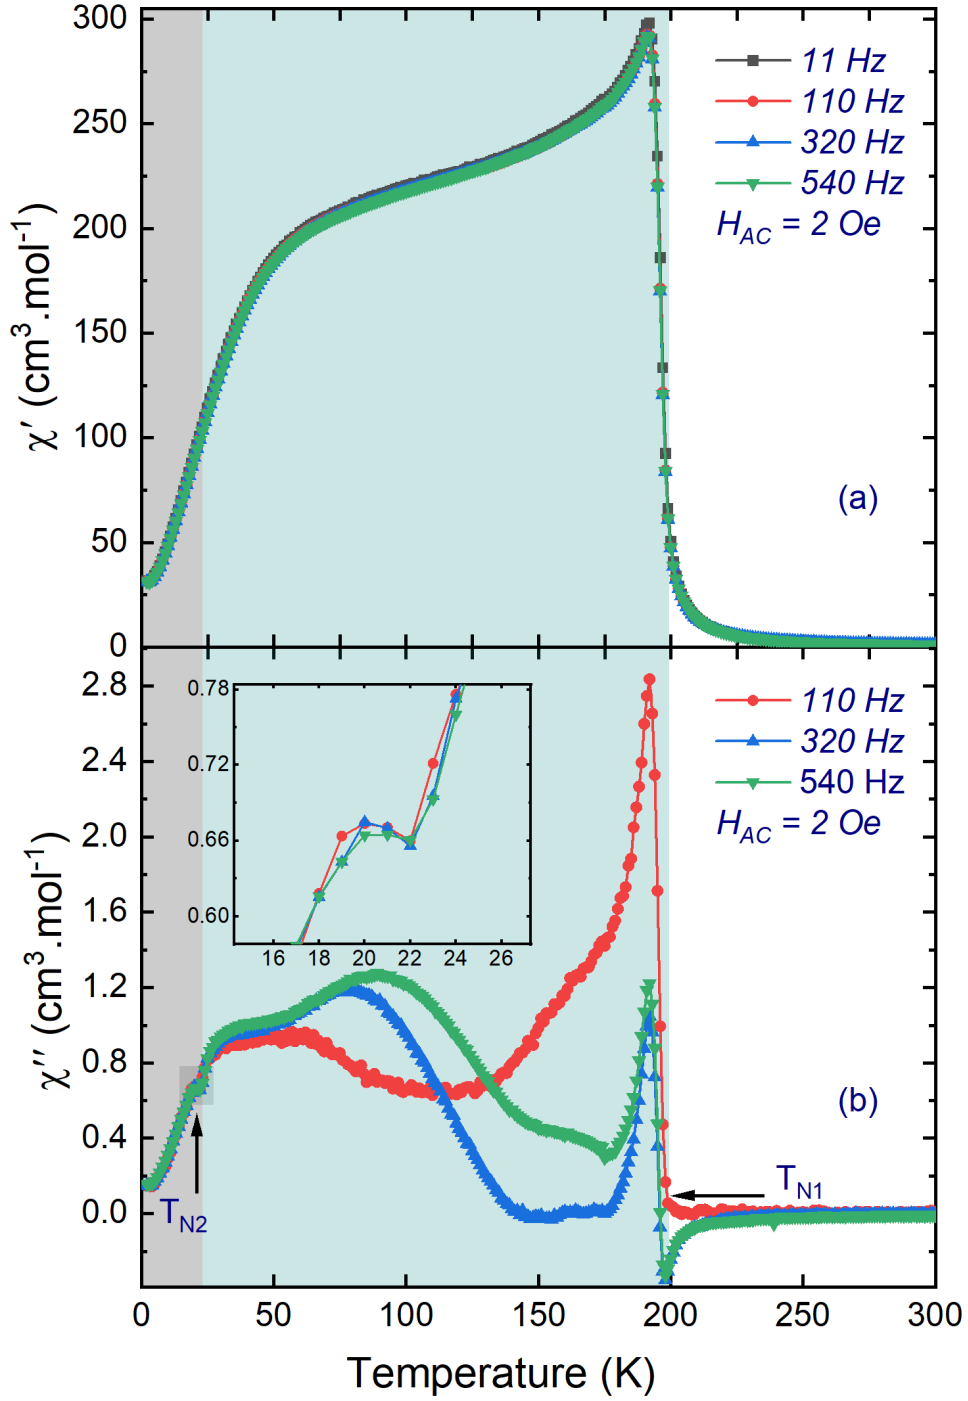 300
250
200
150
100
50
0
χ′ (cm³.mol⁻¹)
11 Hz
110 Hz
320 Hz
540 Hz
H_AC = 2 Oe
(a)
2.8
2.4
2.0
1.6
1.2
0.8
0.4
0.0
χ′′ (cm³.mol⁻¹)
0.78
0.72
0.66
0.60
16 18 20 22 24 26
110 Hz
320 Hz
540 Hz
H_AC = 2 Oe
(b)
T_N1
T_N2
0 50 100 150 200 250 300
Temperature (K)